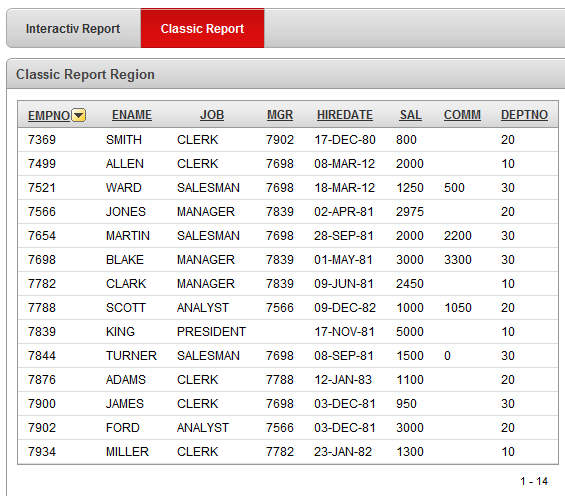 Interactiv Report Classic Report
Classic Report Region
EMPNO ENAME JOB MGR HIREDATE SAL COMM DEPTNO
7369 SMITH CLERK 7902 17-DEC-80 800 20
7499 ALLEN CLERK 7698 08-MAR-12 2000 10
7521 WARD SALESMAN 7698 18-MAR-12 1250 500 30
7566 JONES MANAGER 7839 02-APR-81 2975 20
7654 MARTIN SALESMAN 7698 28-SEP-81 2000 2200 30
7698 BLAKE MANAGER 7839 01-MAY-81 3000 3300 30
7782 CLARK MANAGER 7839 09-JUN-81 2450 10
7788 SCOTT ANALYST 7566 09-DEC-82 1000 1050 20
7839 KING PRESIDENT 17-NOV-81 5000 10
7844 TURNER SALESMAN 7698 08-SEP-81 1500 0 30
7876 ADAMS CLERK 7788 12-JAN-83 1100 20
7900 JAMES CLERK 7698 03-DEC-81 950 30
7902 FORD ANALYST 7566 03-DEC-81 3000 20
7934 MILLER CLERK 7782 23-JAN-82 1300 10
1 - 14